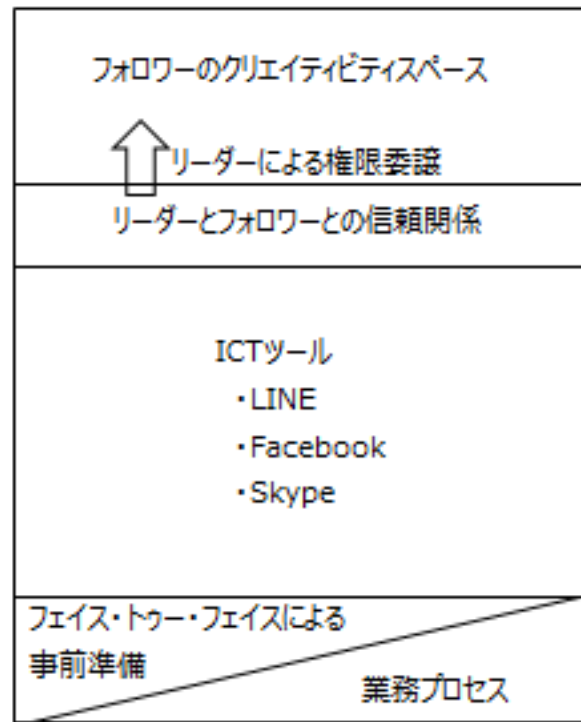 フォロワーのクリエイティビティスペース
リーダーによる権限委譲
リーダーとフォロワーとの信頼関係
ICTツール
・LINE
・Facebook
・Skype
フェイス・トゥー・フェイスによる
事前準備
業務プロセス